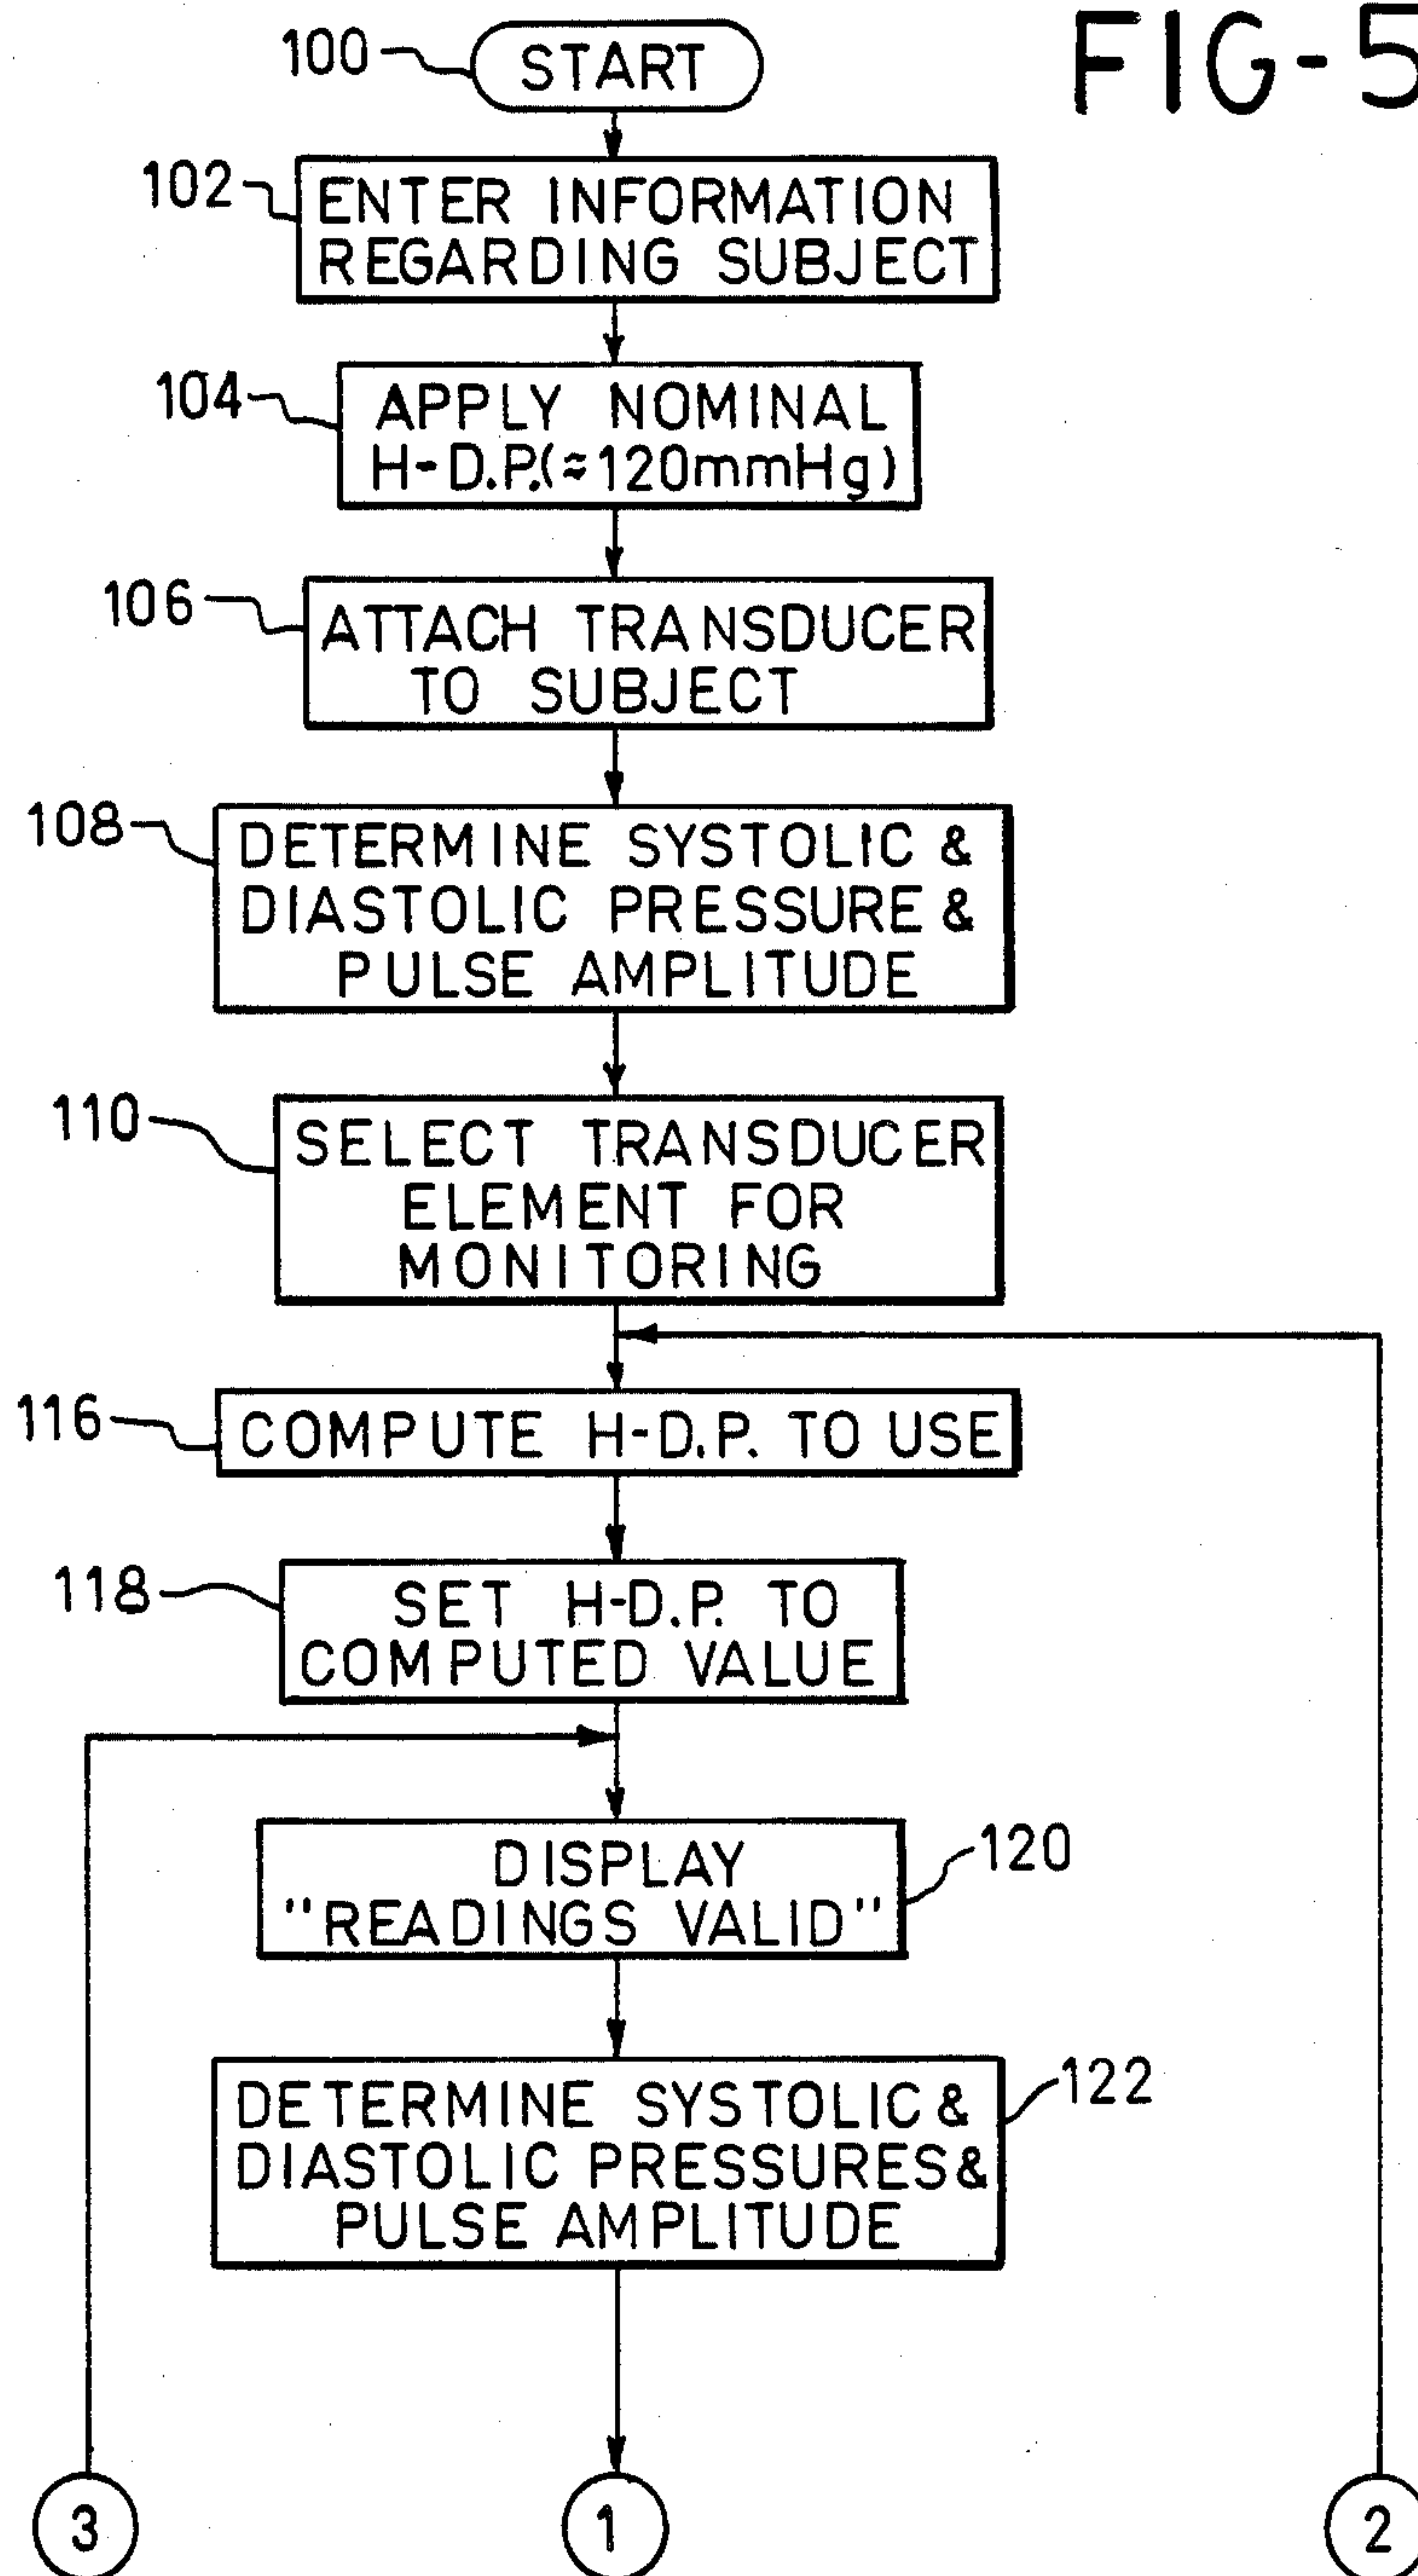 FIG-5
100
START
102
ENTER INFORMATION
REGARDING SUBJECT
104
APPLY NOMINAL
H-D.P.(≈120mmHg)
106
ATTACH TRANSDUCER
TO SUBJECT
108
DETERMINE SYSTOLIC &
DIASTOLIC PRESSURE &
PULSE AMPLITUDE
110
SELECT TRANSDUCER
ELEMENT FOR
MONITORING
116
COMPUTE H-D.P. TO USE
118
SET H-D.P. TO
COMPUTED VALUE
120
DISPLAY
"READINGS VALID"
122
DETERMINE SYSTOLIC &
DIASTOLIC PRESSURES &
PULSE AMPLITUDE
3
1
2